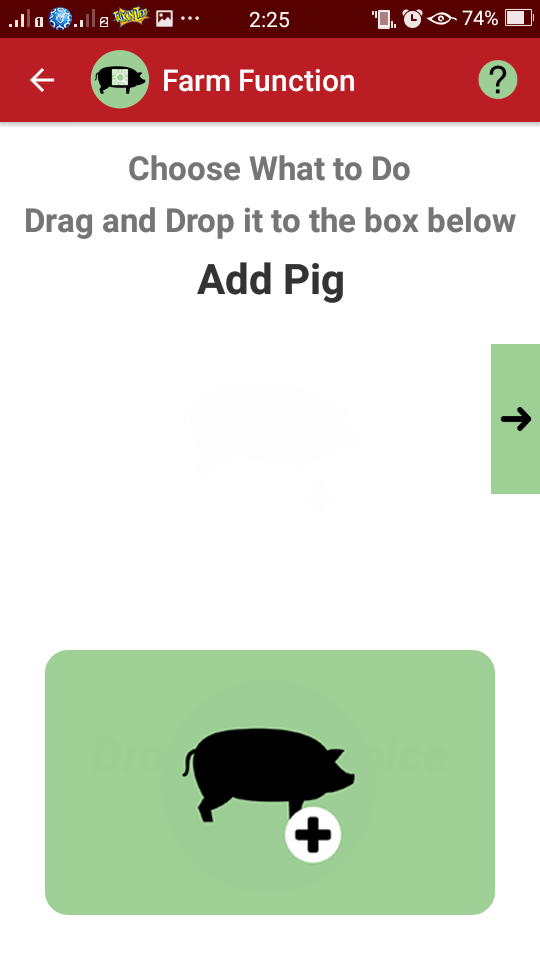 2:25
74%
Farm Function
?
Choose What to Do
Drag and Drop it to the box below
Add Pig